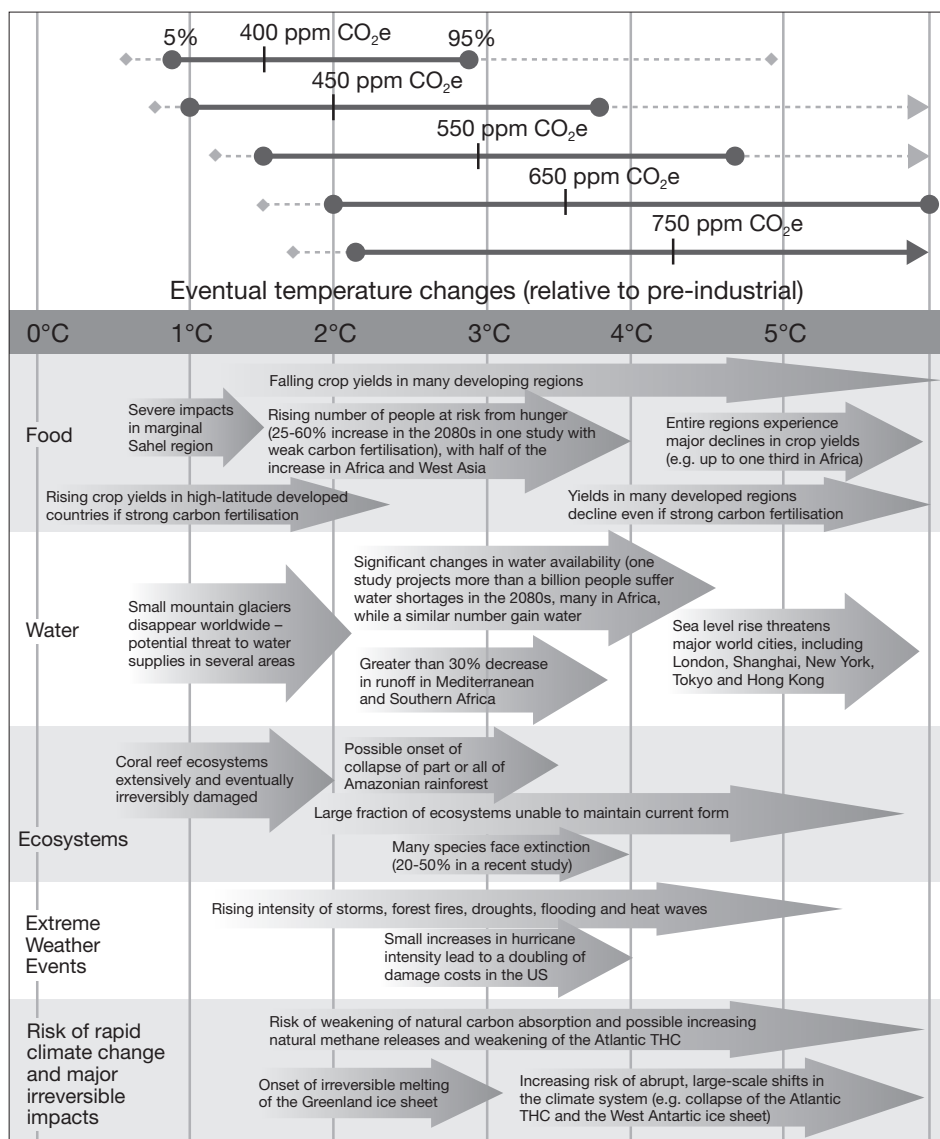 5% 400 ppm CO₂e 95%
450 ppm CO₂e
550 ppm CO₂e
650 ppm CO₂e
750 ppm CO₂e
Eventual temperature changes (relative to pre-industrial)
0°C 1°C 2°C 3°C 4°C 5°C
Food
Falling crop yields in many developing regions
Severe impacts
in marginal
Sahel region
Rising number of people at risk from hunger
(25-60% increase in the 2080s in one study with
weak carbon fertilisation), with half of the
increase in Africa and West Asia
Entire regions experience
major declines in crop yields
(e.g. up to one third in Africa)
Rising crop yields in high-latitude developed
countries if strong carbon fertilisation
Yields in many developed regions
decline even if strong carbon fertilisation
Water
Small mountain glaciers
disappear worldwide –
potential threat to water
supplies in several areas
Significant changes in water availability (one
study projects more than a billion people suffer
water shortages in the 2080s, many in Africa,
while a similar number gain water
Greater than 30% decrease
in runoff in Mediterranean
and Southern Africa
Sea level rise threatens
major world cities, including
London, Shanghai, New York,
Tokyo and Hong Kong
Ecosystems
Coral reef ecosystems
extensively and eventually
irreversibly damaged
Possible onset of
collapse of part or all of
Amazonian rainforest
Large fraction of ecosystems unable to maintain current form
Many species face extinction
(20-50% in a recent study)
Extreme
Weather
Events
Rising intensity of storms, forest fires, droughts, flooding and heat waves
Small increases in hurricane
intensity lead to a doubling of
damage costs in the US
Risk of rapid
climate change
and major
irreversible
impacts
Risk of weakening of natural carbon absorption and possible increasing
natural methane releases and weakening of the Atlantic THC
Onset of irreversible melting
of the Greenland ice sheet
Increasing risk of abrupt, large-scale shifts in
the climate system (e.g. collapse of the Atlantic
THC and the West Antartic ice sheet)